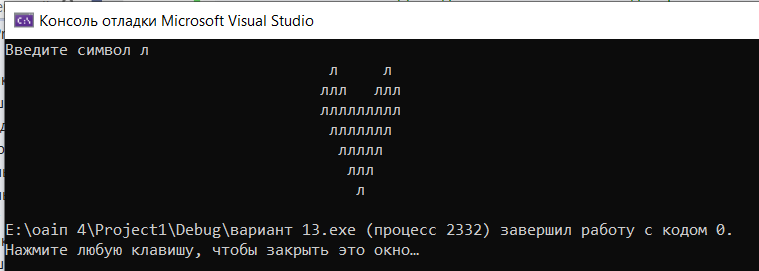 Консоль отладки Microsoft Visual Studio
Введите символ л
л     л
ллл   ллл
ллллллллл
ллллллл
ллллл
ллл
л
E:\оаип 4\Project1\Debug\вариант 13.exe (процесс 2332) завершил работу с кодом 0.
Нажмите любую клавишу, чтобы закрыть это окно…